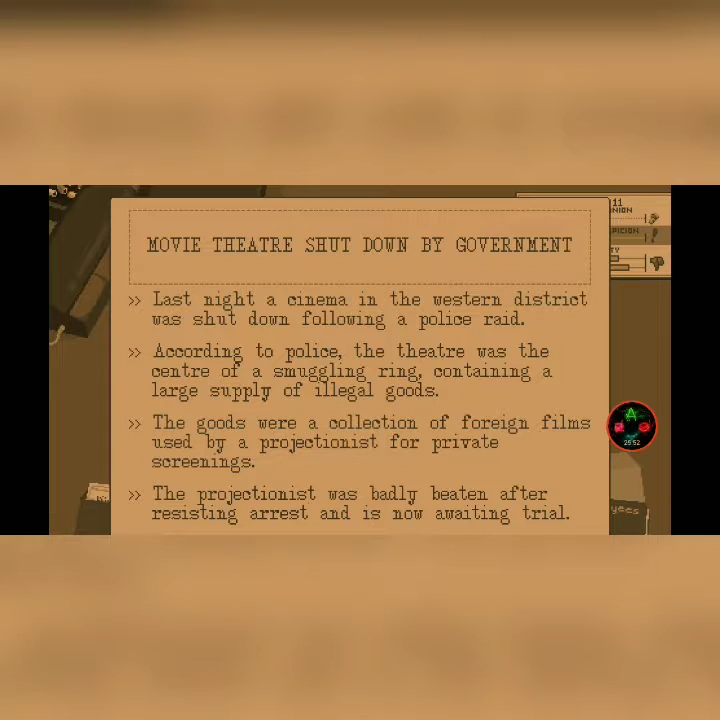 11
MOVIE THEATRE SHUT DOWN BY GOVERNMENT
>> Last night a cinema in the western district
was shut down following a police raid.
>> According to police, the theatre was the
centre of a smuggling ring, containing a
large supply of illegal goods.
>> The goods were a collection of foreign films
used by a projectionist for private
screenings.
>> The projectionist was badly beaten after
resisting arrest and is now awaiting trial.
A
25:52